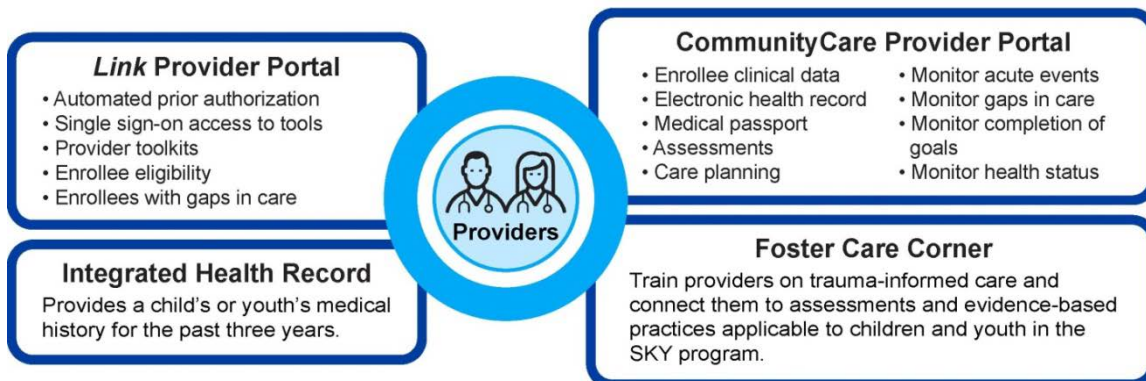 Link Provider Portal
• Automated prior authorization
• Single sign-on access to tools
• Provider toolkits
• Enrollee eligibility
• Enrollees with gaps in care
CommunityCare Provider Portal
• Enrollee clinical data
• Electronic health record
• Medical passport
• Assessments
• Care planning
• Monitor acute events
• Monitor gaps in care
• Monitor completion of
goals
• Monitor health status
Providers
Integrated Health Record
Provides a child’s or youth’s medical
history for the past three years.
Foster Care Corner
Train providers on trauma-informed care and
connect them to assessments and evidence-based
practices applicable to children and youth in the
SKY program.